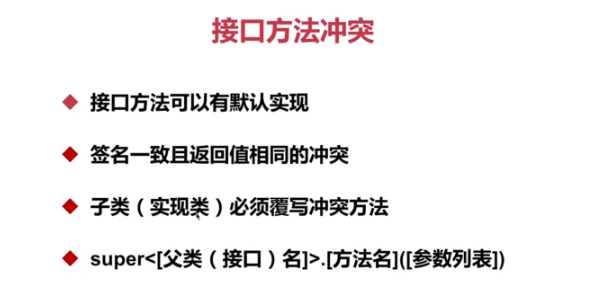 接口方法冲突
接口方法可以有默认实现
签名一致且返回值相同的冲突
子类（实现类）必须覆写冲突方法
super<[父类（接口）名]>.[方法名]([参数列表])